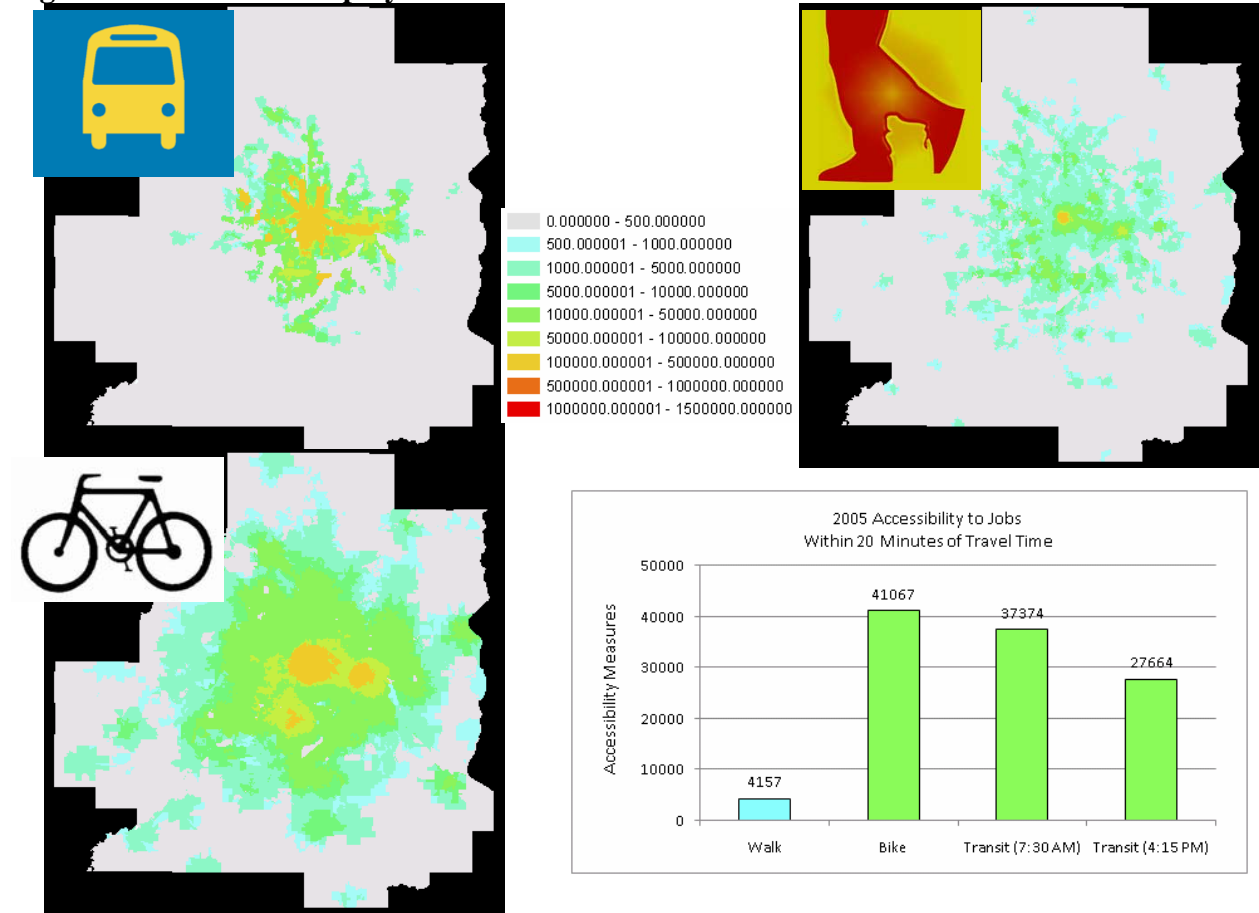 0.000000 - 500.000000
500.000001 - 1000.000000
1000.000001 - 5000.000000
5000.000001 - 10000.000000
10000.000001 - 50000.000000
50000.000001 - 100000.000000
100000.000001 - 500000.000000
500000.000001 - 1000000.000000
1000000.000001 - 1500000.000000
2005 Accessibility to Jobs
Within 20 Minutes of Travel Time
Accessibility Measures
50000
40000
30000
20000
10000
0
4157
41067
37374
27664
Walk
Bike
Transit (7:30 AM)
Transit (4:15 PM)